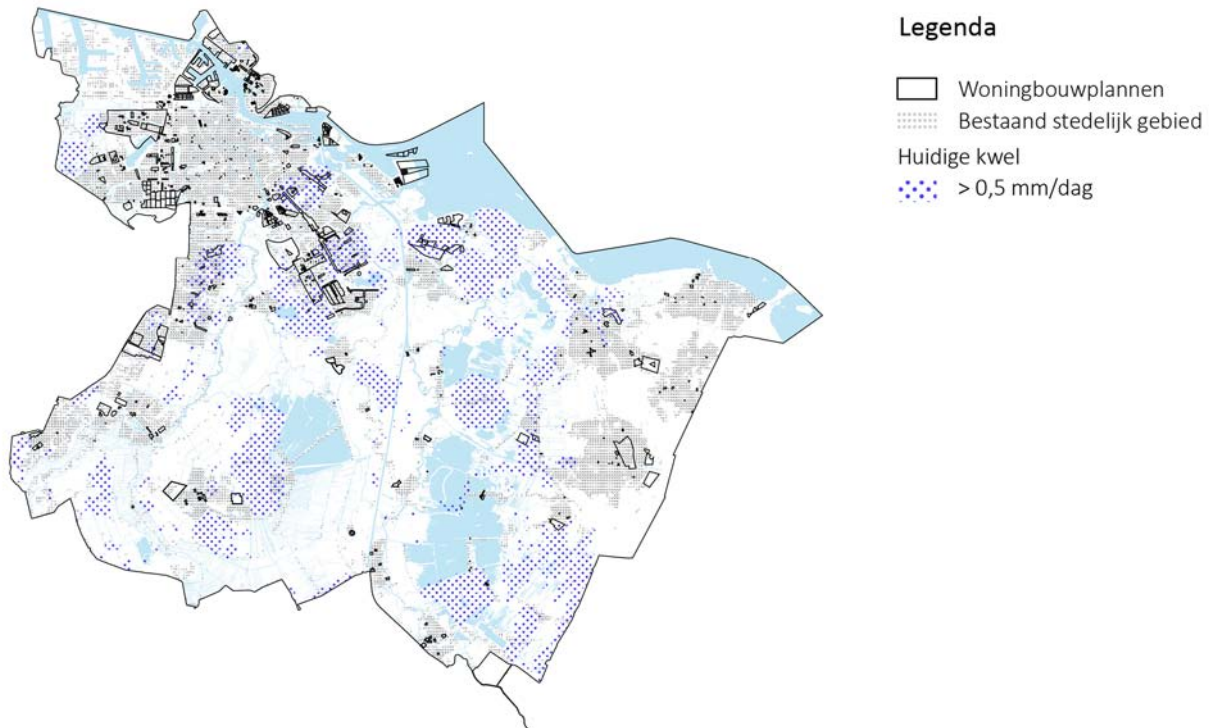 Legenda
Woningbouwplannen
Bestaand stedelijk gebied
Huidige kwel
> 0,5 mm/dag